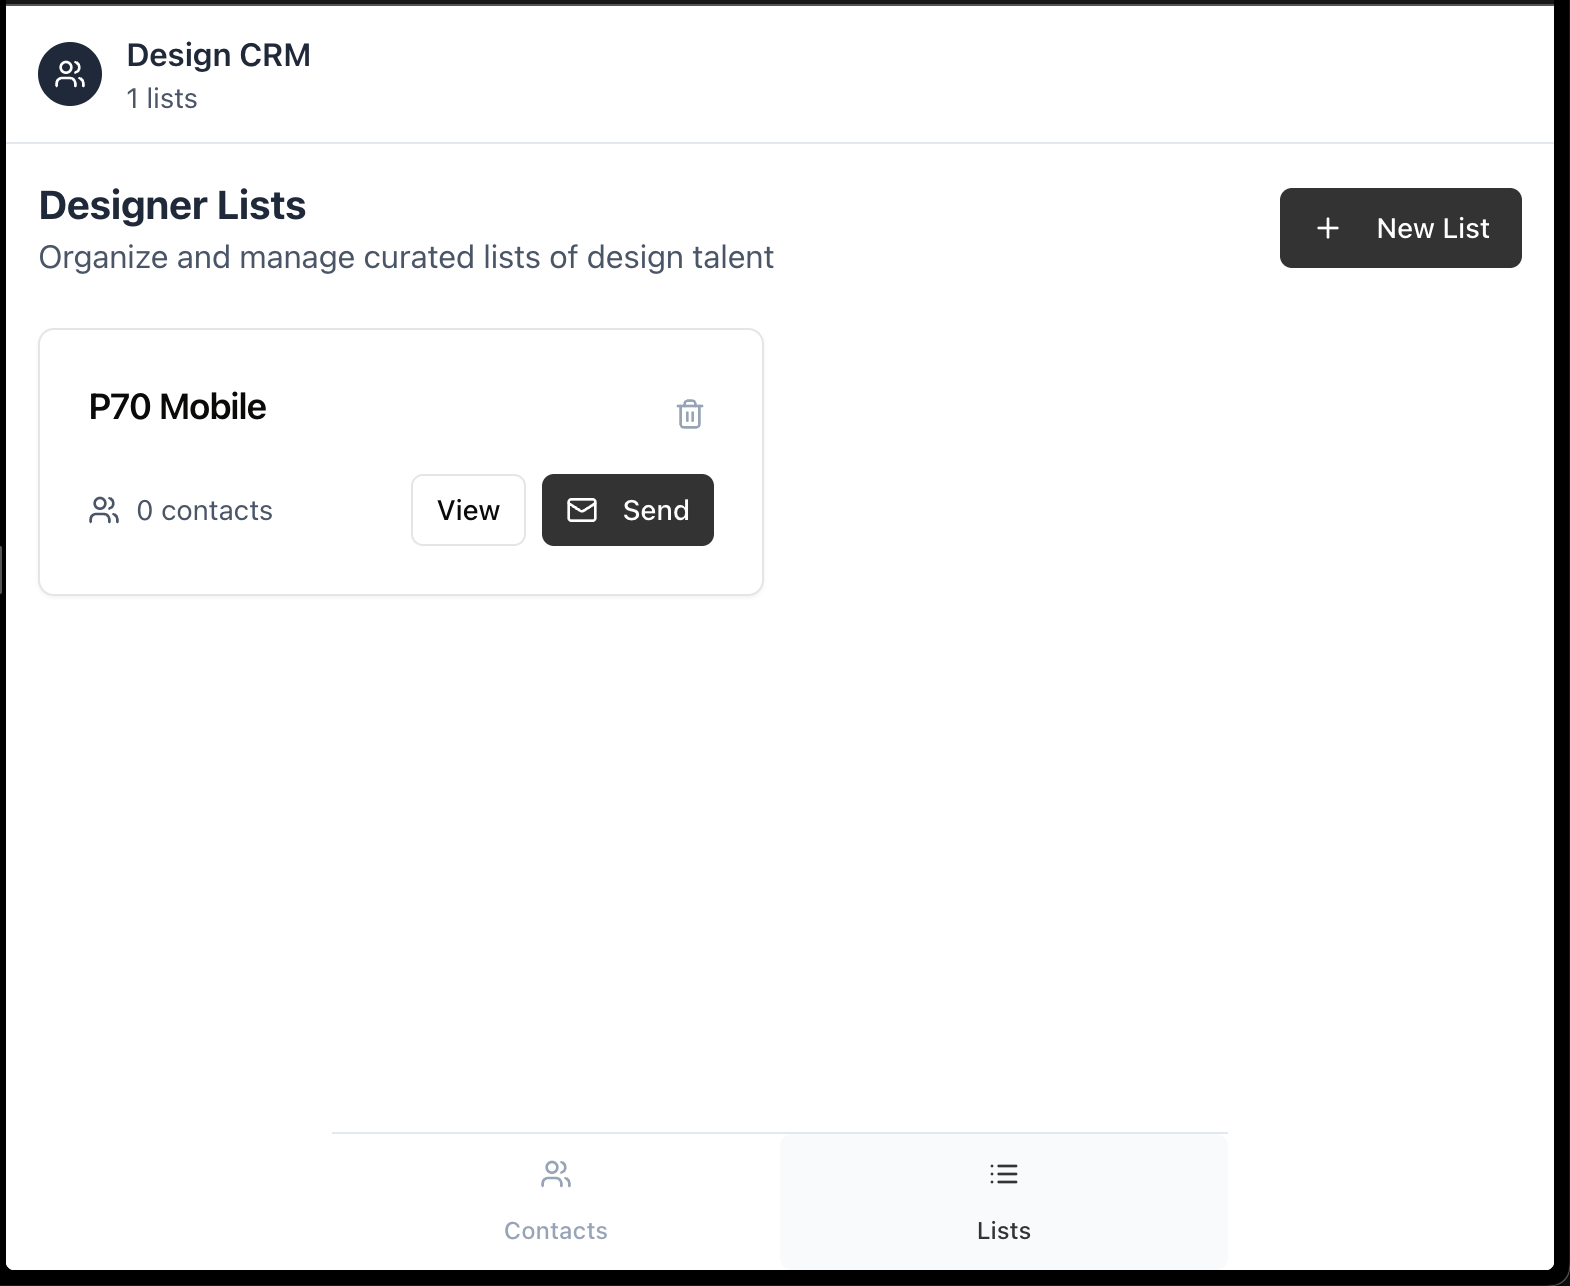 Design CRM
1 lists
Designer Lists
Organize and manage curated lists of design talent
New List
P70 Mobile
0 contacts
View
Send
Contacts
Lists